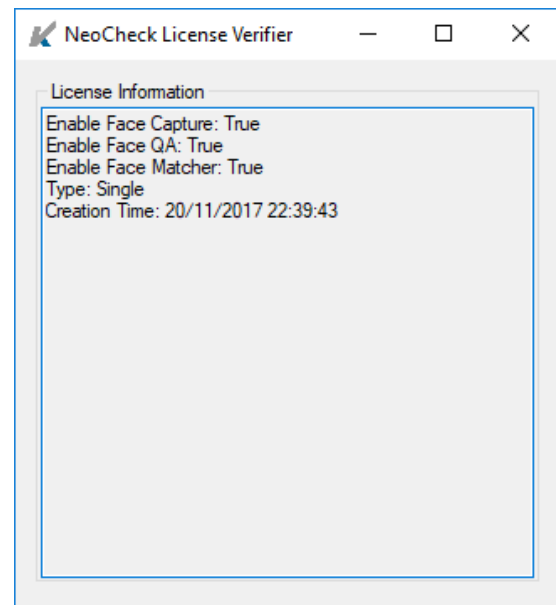 NeoCheck License Verifier
License Information
Enable Face Capture: True
Enable Face QA: True
Enable Face Matcher: True
Type: Single
Creation Time: 20/11/2017 22:39:43